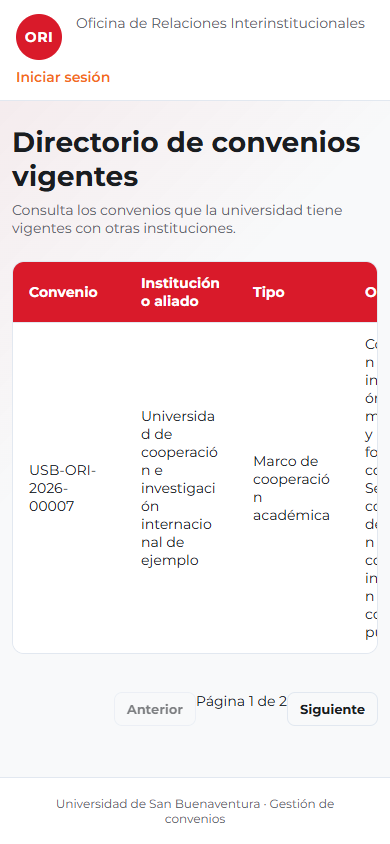 ORI
Oficina de Relaciones Interinstitucionales
Iniciar sesión
Directorio de convenios
vigentes
Consulta los convenios que la universidad tiene
vigentes con otras instituciones.
Convenio
Institución
o aliado
Tipo
USB-ORI-
2026-
00007
Universida
d de
cooperació
n e
investigaci
ón
internacio
nal de
ejemplo
Marco de
cooperació
n
académica
Anterior
Página 1 de 2
Siguiente
Universidad de San Buenaventura · Gestión de
convenios